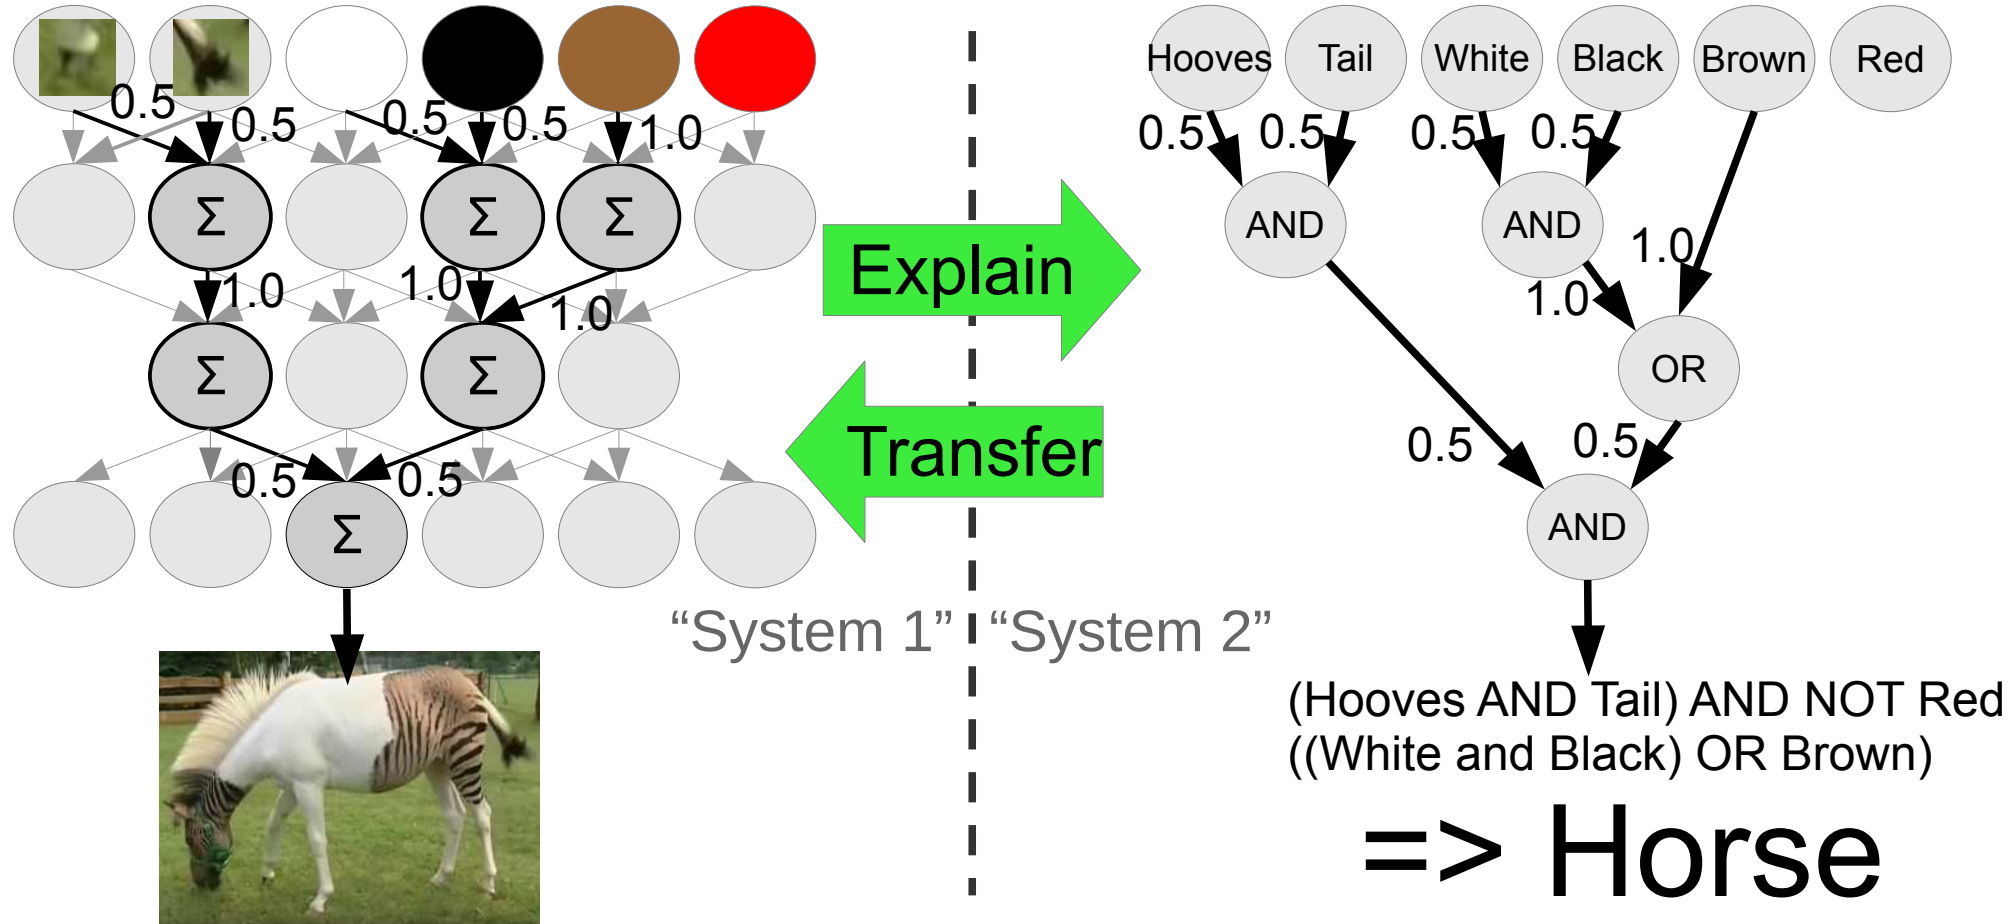 Hooves Tail White Black Brown Red
0.5 0.5 0.5 0.5 1.0
0.5 0.5 0.5 0.5
Σ Σ Σ
AND AND
1.0
Explain
1.0 1.0 1.0
1.0
Σ Σ
OR
Transfer
0.5 0.5
0.5 0.5
Σ
AND
“System 1” “System 2”
(Hooves AND Tail) AND NOT Red
((White and Black) OR Brown)
=> Horse